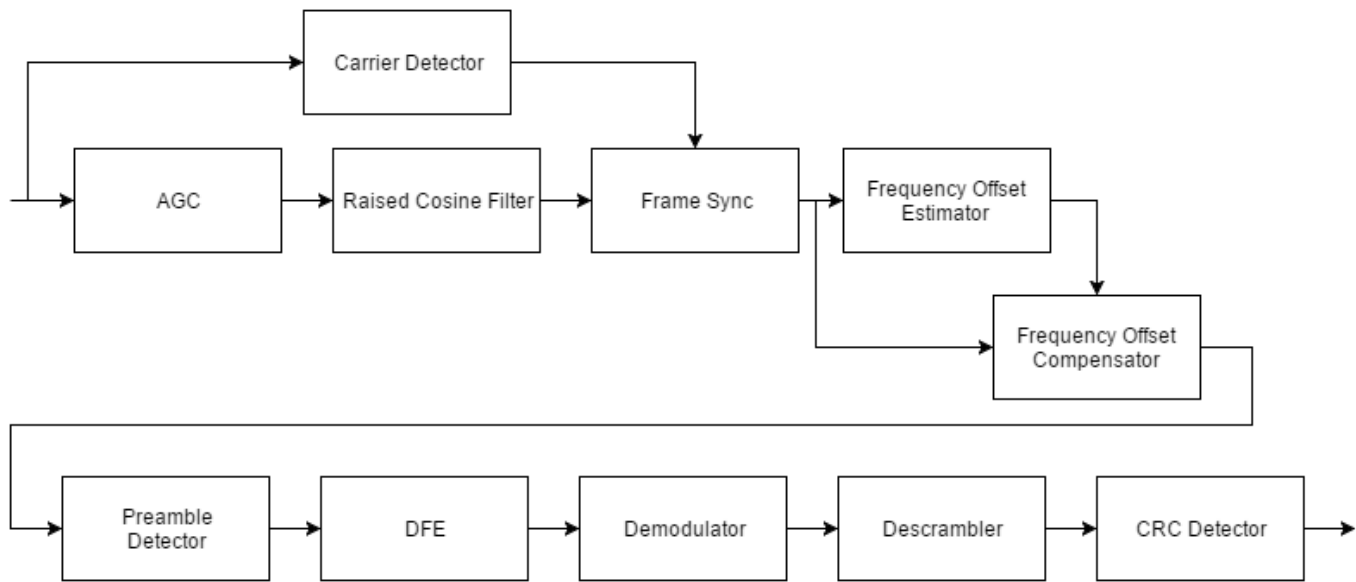 Carrier Detector
AGC
Raised Cosine Filter
Frame Sync
Frequency Offset
Estimator
Frequency Offset
Compensator
Preamble
Detector
DFE
Demodulator
Descrambler
CRC Detector